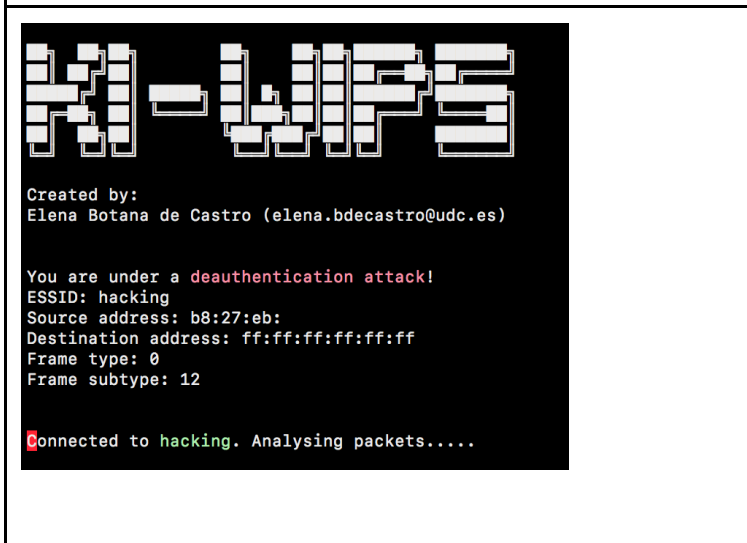 KI-WIPS
Created by:
Elena Botana de Castro (elena.bdecastro@udc.es)
You are under a deauthentication attack!
ESSID: hacking
Source address: b8:27:eb:
Destination address: ff:ff:ff:ff:ff:ff
Frame type: 0
Frame subtype: 12
Connected to hacking. Analysing packets.....